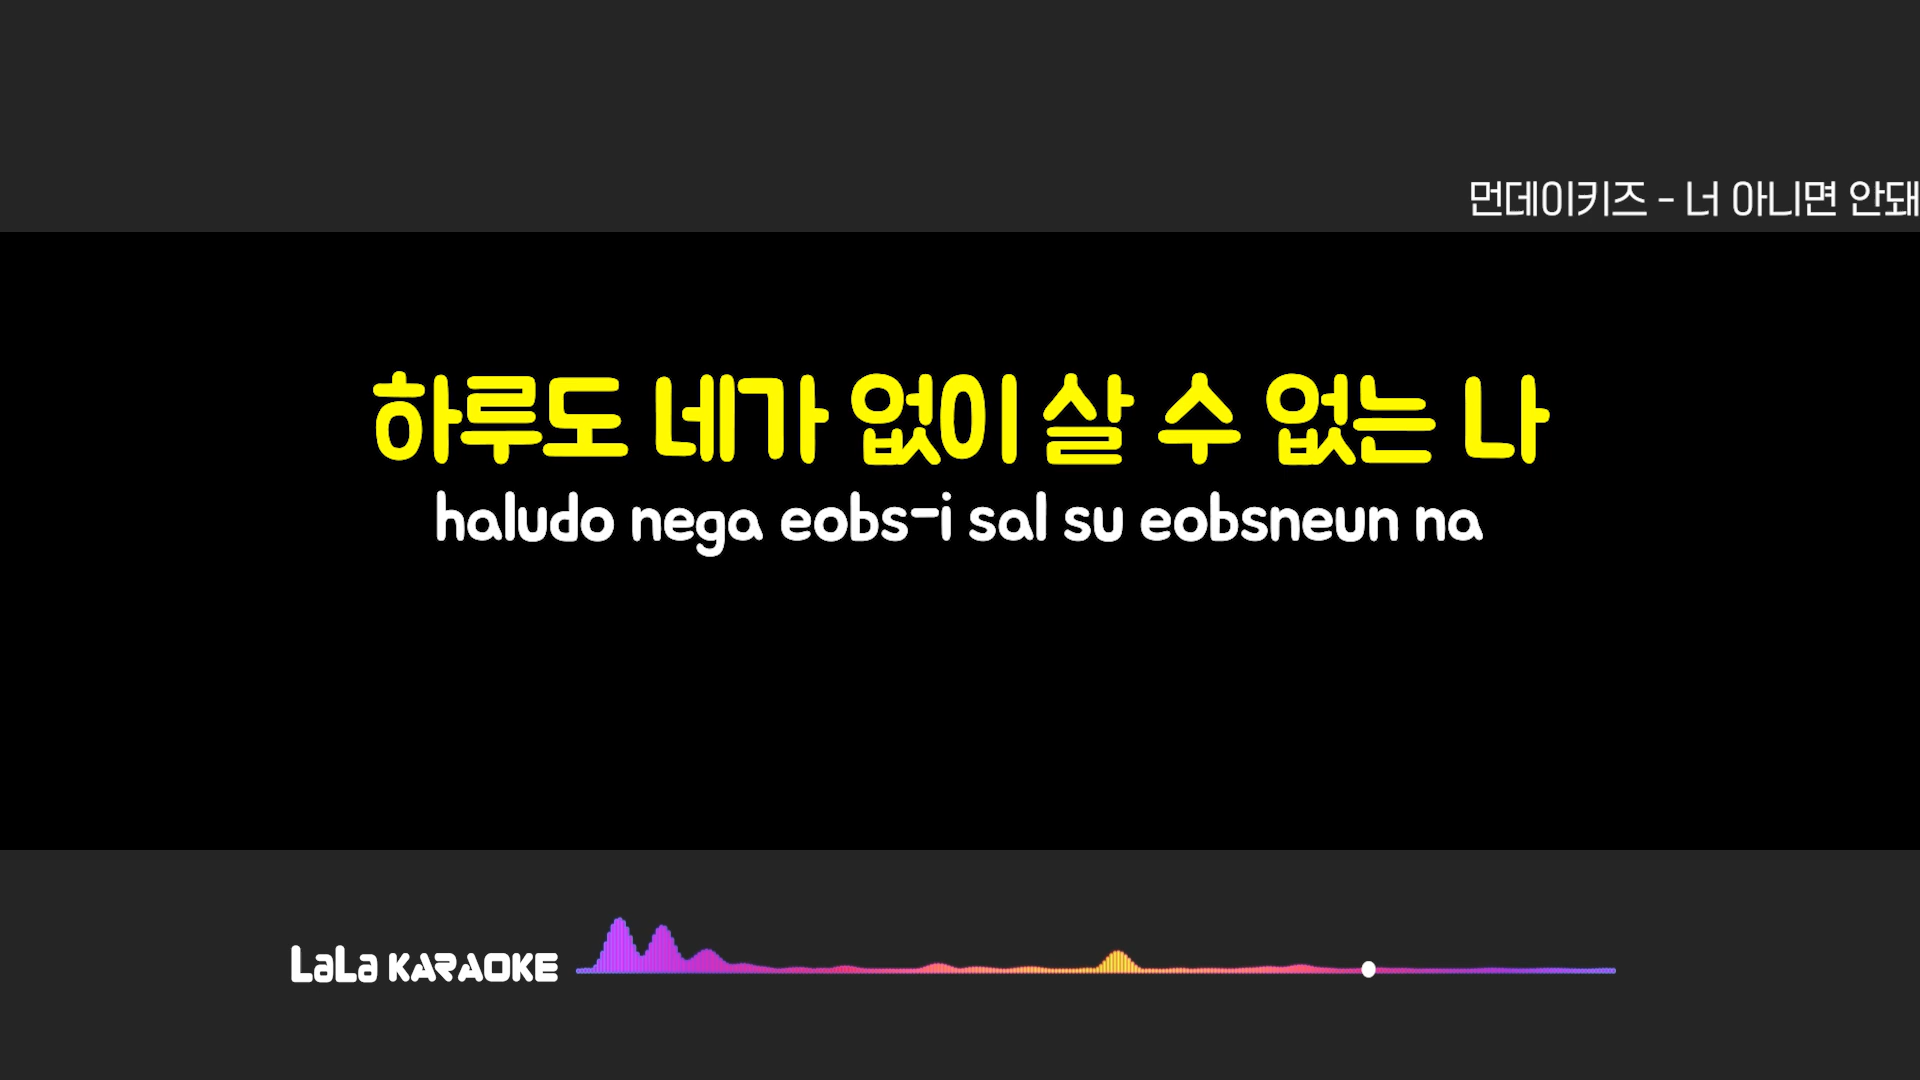 먼데이키즈 - 너 아니면 안돼
하루도 네가 없이 살 수 없는 나
haludo nega eobs-i sal su eobsneun na
LaLa KARAOKE